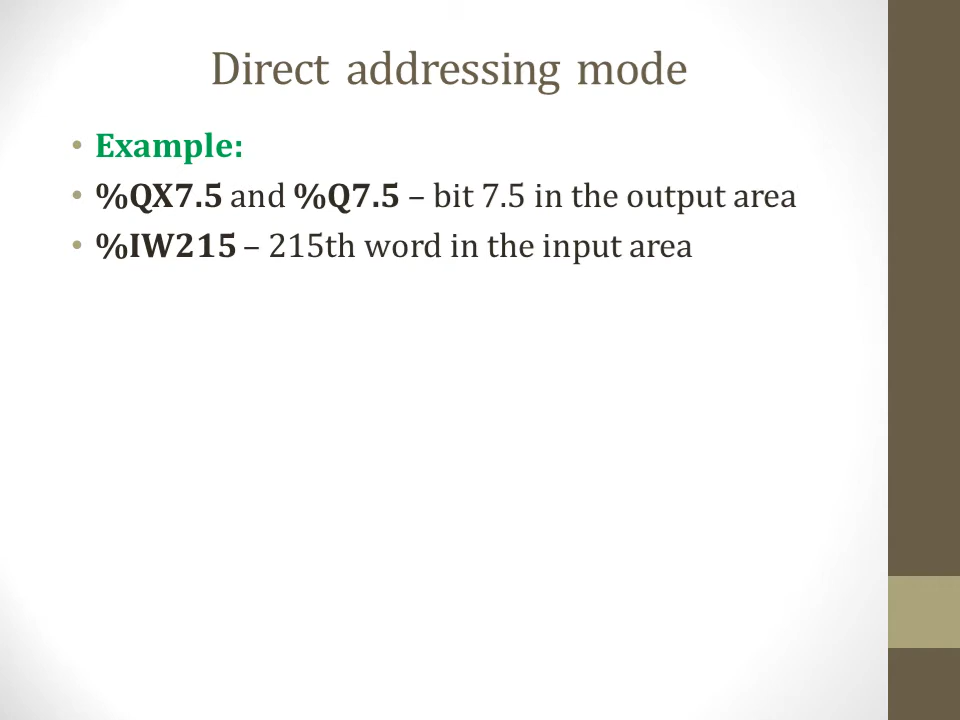 Direct addressing mode
• Example:
• %QX7.5 and %Q7.5 – bit 7.5 in the output area
• %IW215 – 215th word in the input area